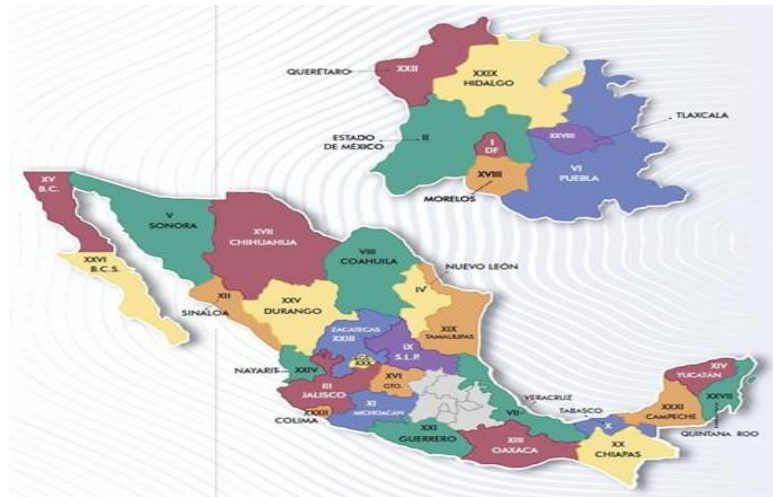 QUERÉTARO
XXII
XXIX
HIDALGO
TLAXCALA
ESTADO
DE MÉXICO
II
I
DF
XXVIII
XVIII
MORELOS
VI
PUEBLA
XV
B.C.
V
SONORA
XVII
CHIHUAHUA
VIII
COAHUILA
XXVI
B.C.S.
NUEVO LEÓN
IV
XII
SINALOA
XXV
DURANGO
XIX
TAMAULIPAS
ZACATECAS
XXIII
IX
S.L.P.
NAYARIT
XXIV
XXX
XVI
GTO.
III
JALISCO
XXXII
COLIMA
XI
MICHOACÁN
XXI
GUERRERO
XIII
OAXACA
VII
VERACRUZ
TABASCO
X
XX
CHIAPAS
XXXI
CAMPECHE
XIV
YUCATÁN
XXVII
QUINTANA ROO